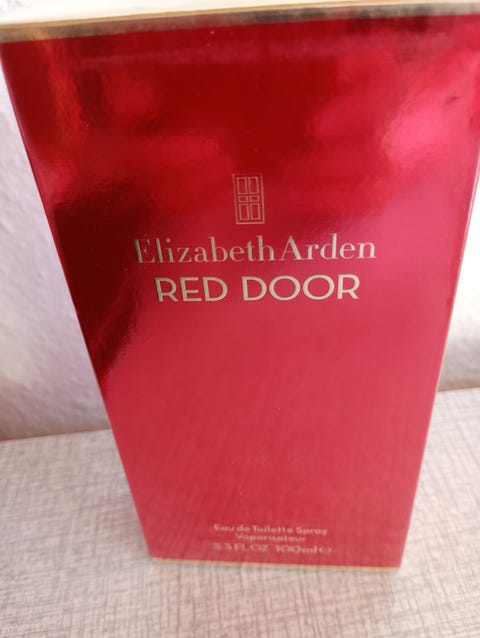 Elizabeth Arden
RED DOOR
Eau de Toilette Spray
Vaporisateur
3.3 FL OZ 100ml ℮